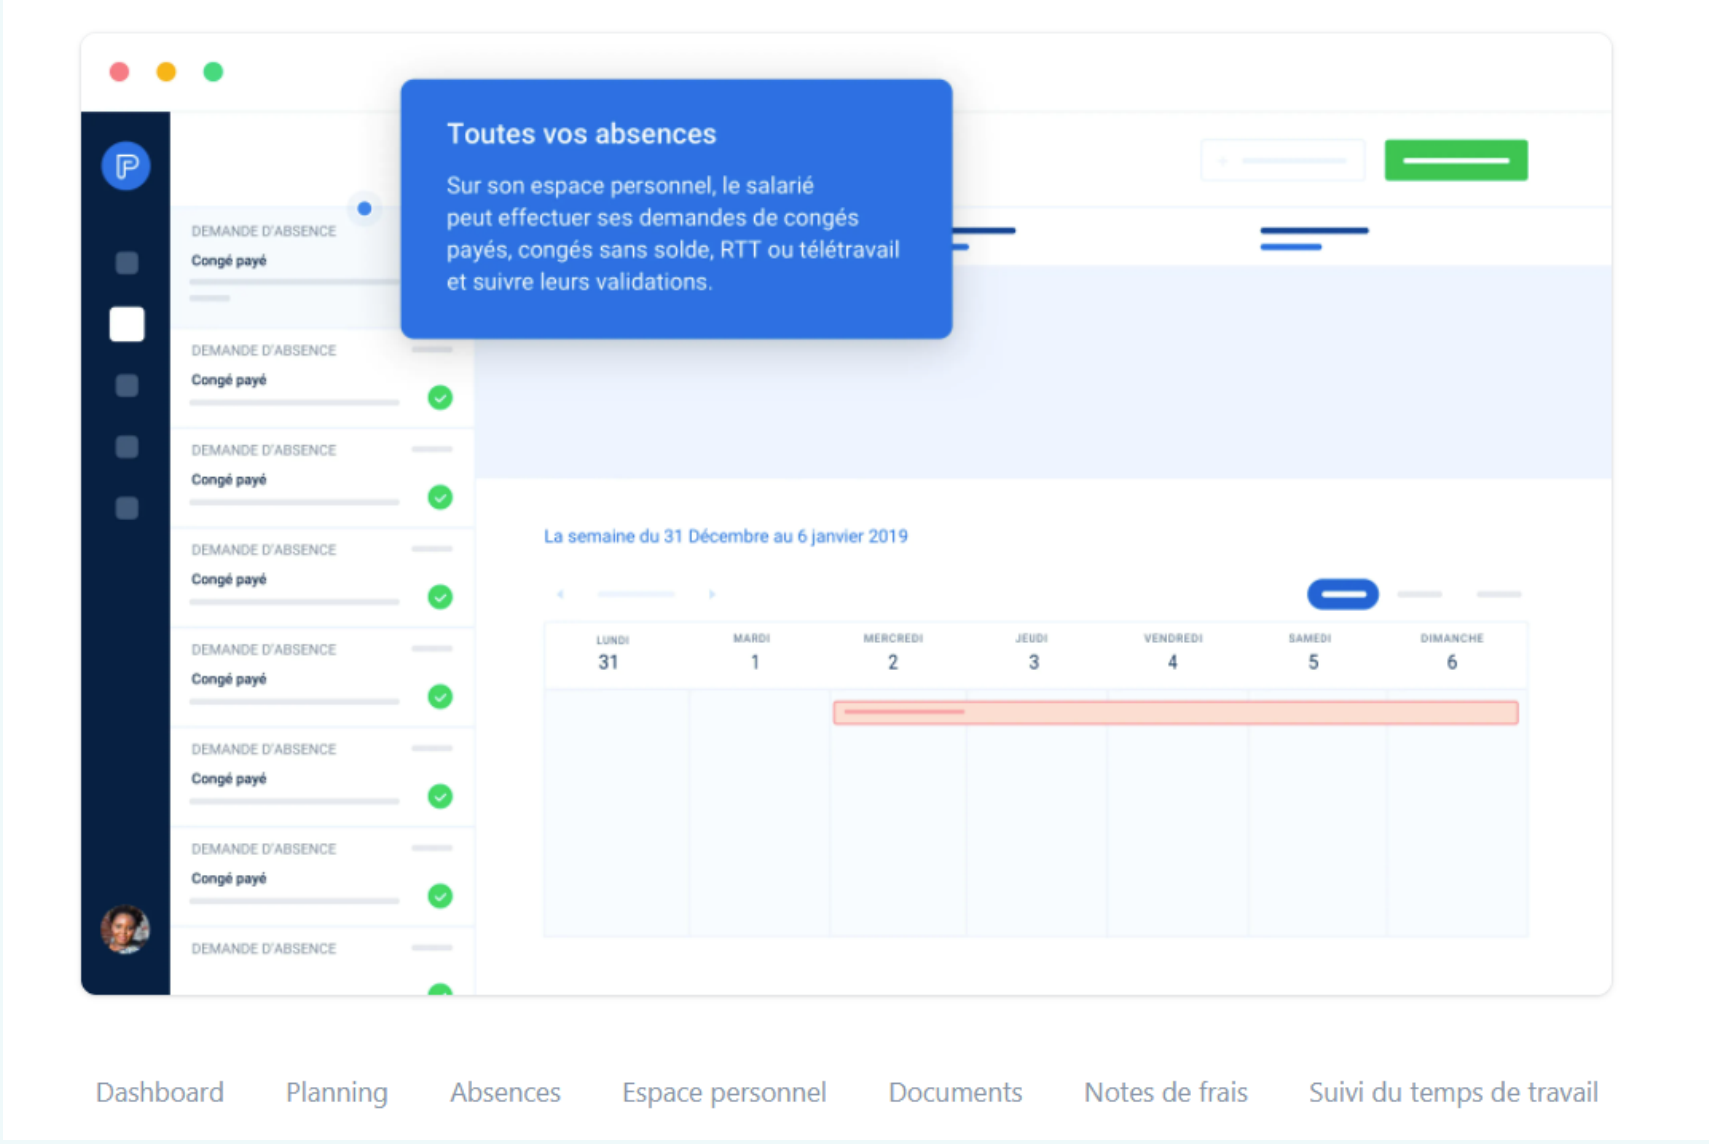 Toutes vos absences
Sur son espace personnel, le salarié
peut effectuer ses demandes de congés
payés, congés sans solde, RTT ou télétravail
et suivre leurs validations.
DEMANDE D'ABSENCE
Congé payé
DEMANDE D'ABSENCE
Congé payé
DEMANDE D'ABSENCE
Congé payé
DEMANDE D'ABSENCE
Congé payé
DEMANDE D'ABSENCE
Congé payé
DEMANDE D'ABSENCE
Congé payé
DEMANDE D'ABSENCE
Congé payé
DEMANDE D'ABSENCE
La semaine du 31 Décembre au 6 janvier 2019
LUNDI MARDI MERCREDI JEUDI VENDREDI SAMEDI DIMANCHE
31 1 2 3 4 5 6
Dashboard Planning Absences Espace personnel Documents Notes de frais Suivi du temps de travail